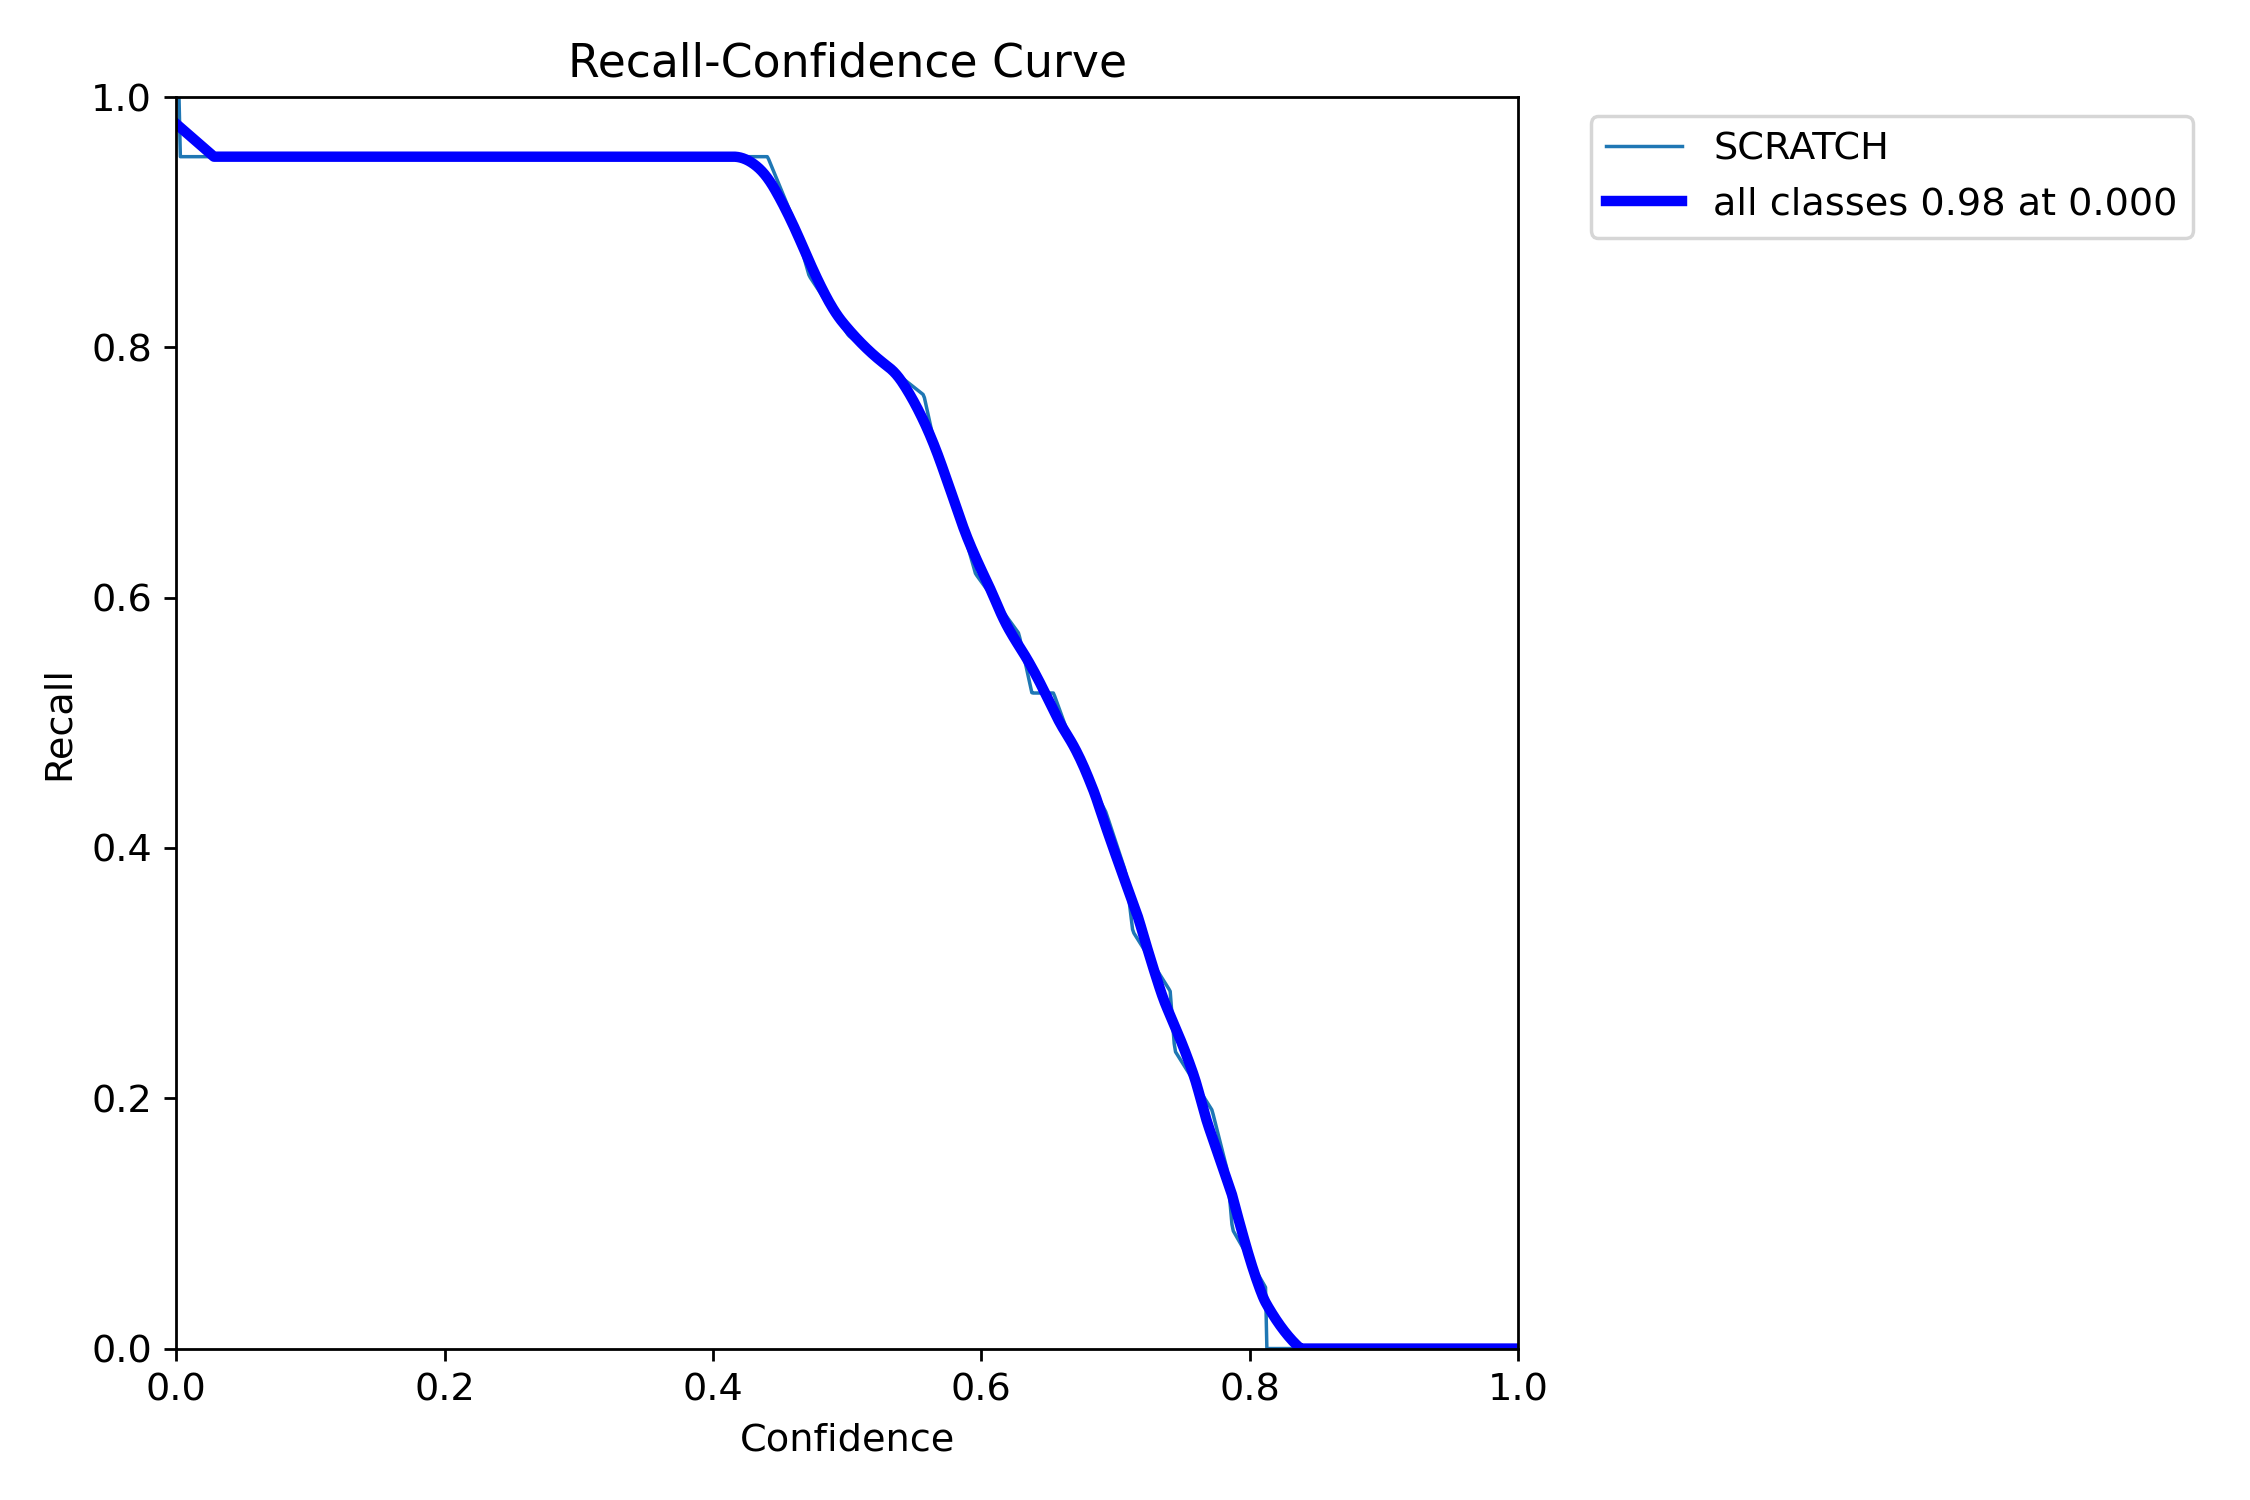 Recall-Confidence Curve
SCRATCH
all classes 0.98 at 0.000
1.0
0.8
0.6
0.4
0.2
0.0
Recall
0.0 0.2 0.4 0.6 0.8 1.0
Confidence